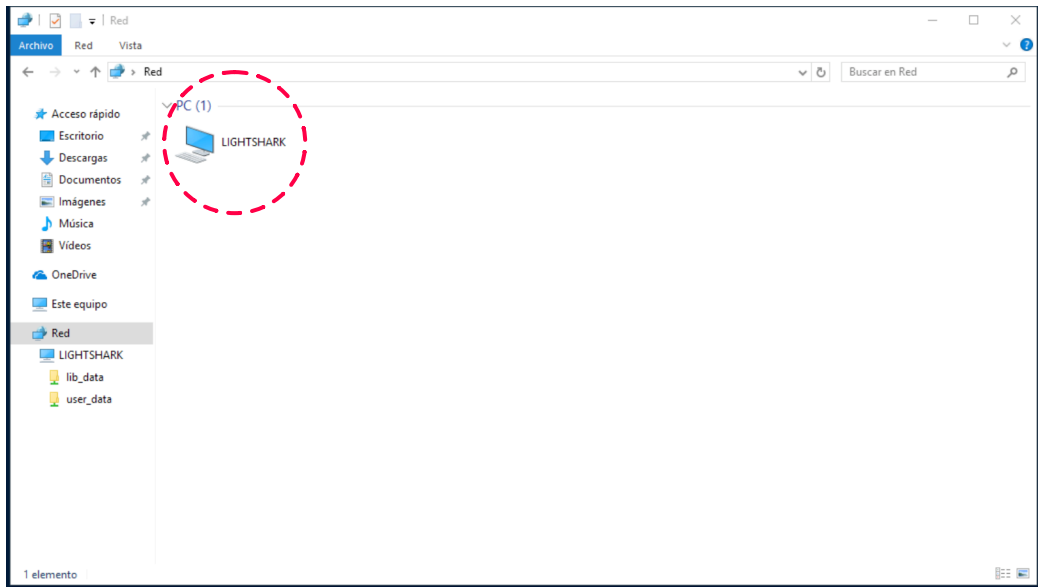 Red
Archivo Red Vista
Red
Buscar en Red
Acceso rápido
Escritorio
Descargas
Documentos
Imágenes
Música
Vídeos
OneDrive
Este equipo
Red
LIGHTSHARK
lib_data
user_data
PC (1)
LIGHTSHARK
1 elemento